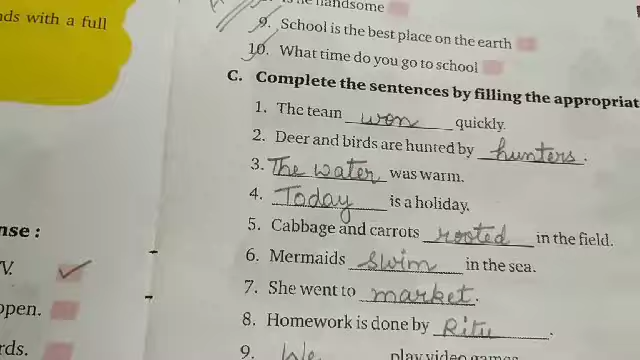 handsome
nds with a full
9. School is the best place on the earth
10. What time do you go to school
C. Complete the sentences by filling the appropriat
1. The team won quickly.
2. Deer and birds are hunted by hunters.
3. The water was warm.
4. Today is a holiday.
5. Cabbage and carrots rooted in the field.
nse :
6. Mermaids swim in the sea.
V.
7. She went to market.
open.
8. Homework is done by Ritu.
rds.
9. We play video games